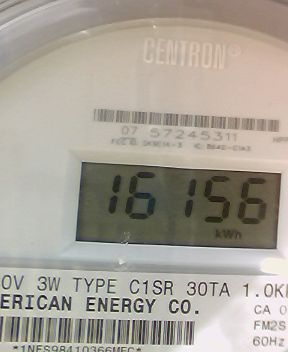 CENTRON®
07 57245311
16156
kWh
0V 3W TYPE C1SR 30TA 1.0K
ERICAN ENERGY CO.
CA 0
FM2S
60Hz
*1NES98410366MEC*